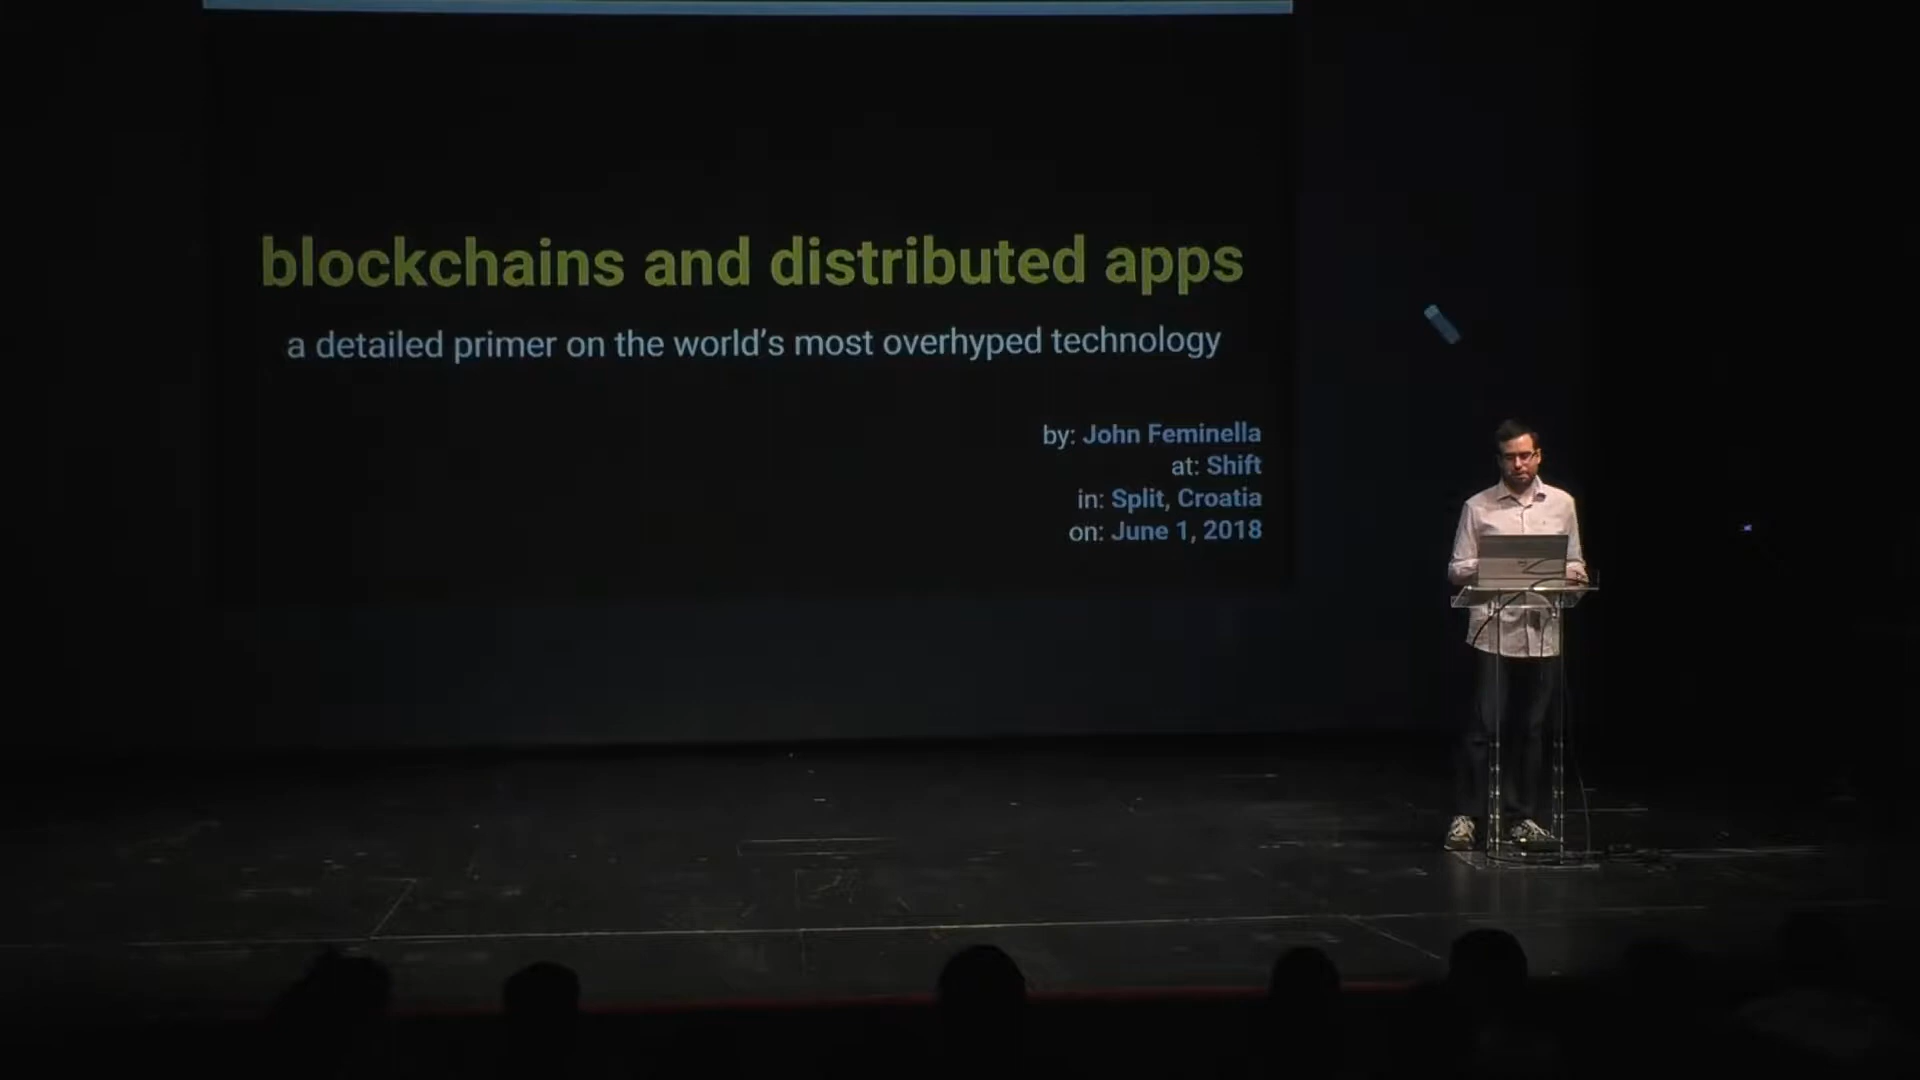 blockchains and distributed apps
a detailed primer on the world's most overhyped technology
by: John Feminella
at: Shift
in: Split, Croatia
on: June 1, 2018